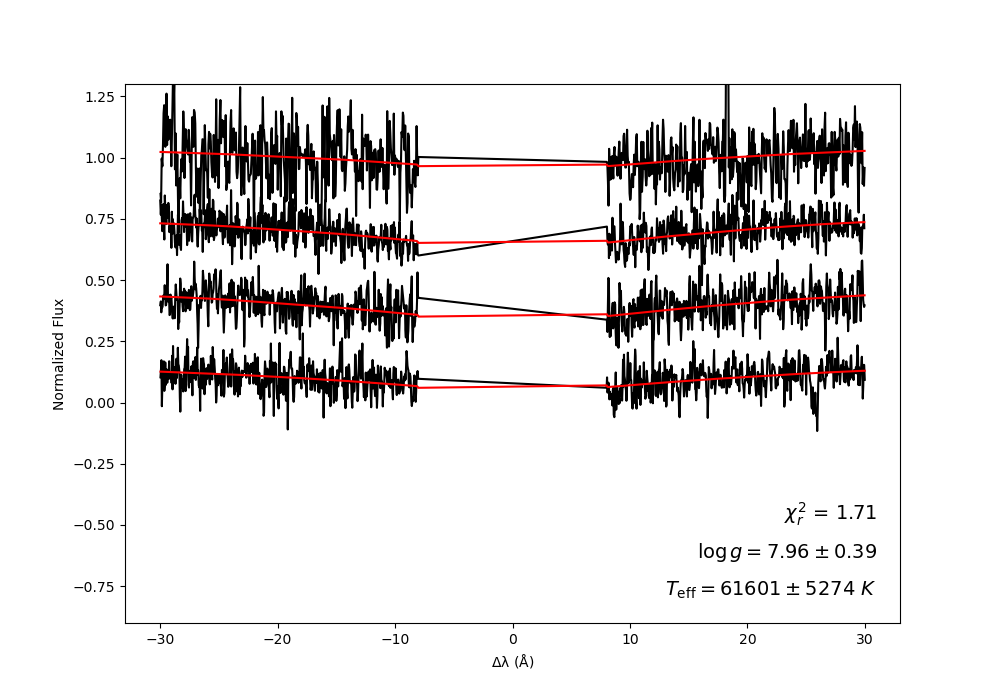 1.25
1.00
0.75
0.50
0.25
0.00
−0.25
−0.50
−0.75
Normalized Flux
χ²ᵣ = 1.71
log g = 7.96 ± 0.39
T_eff = 61601 ± 5274 K
−30 −20 −10 0 10 20 30
Δλ (Å)